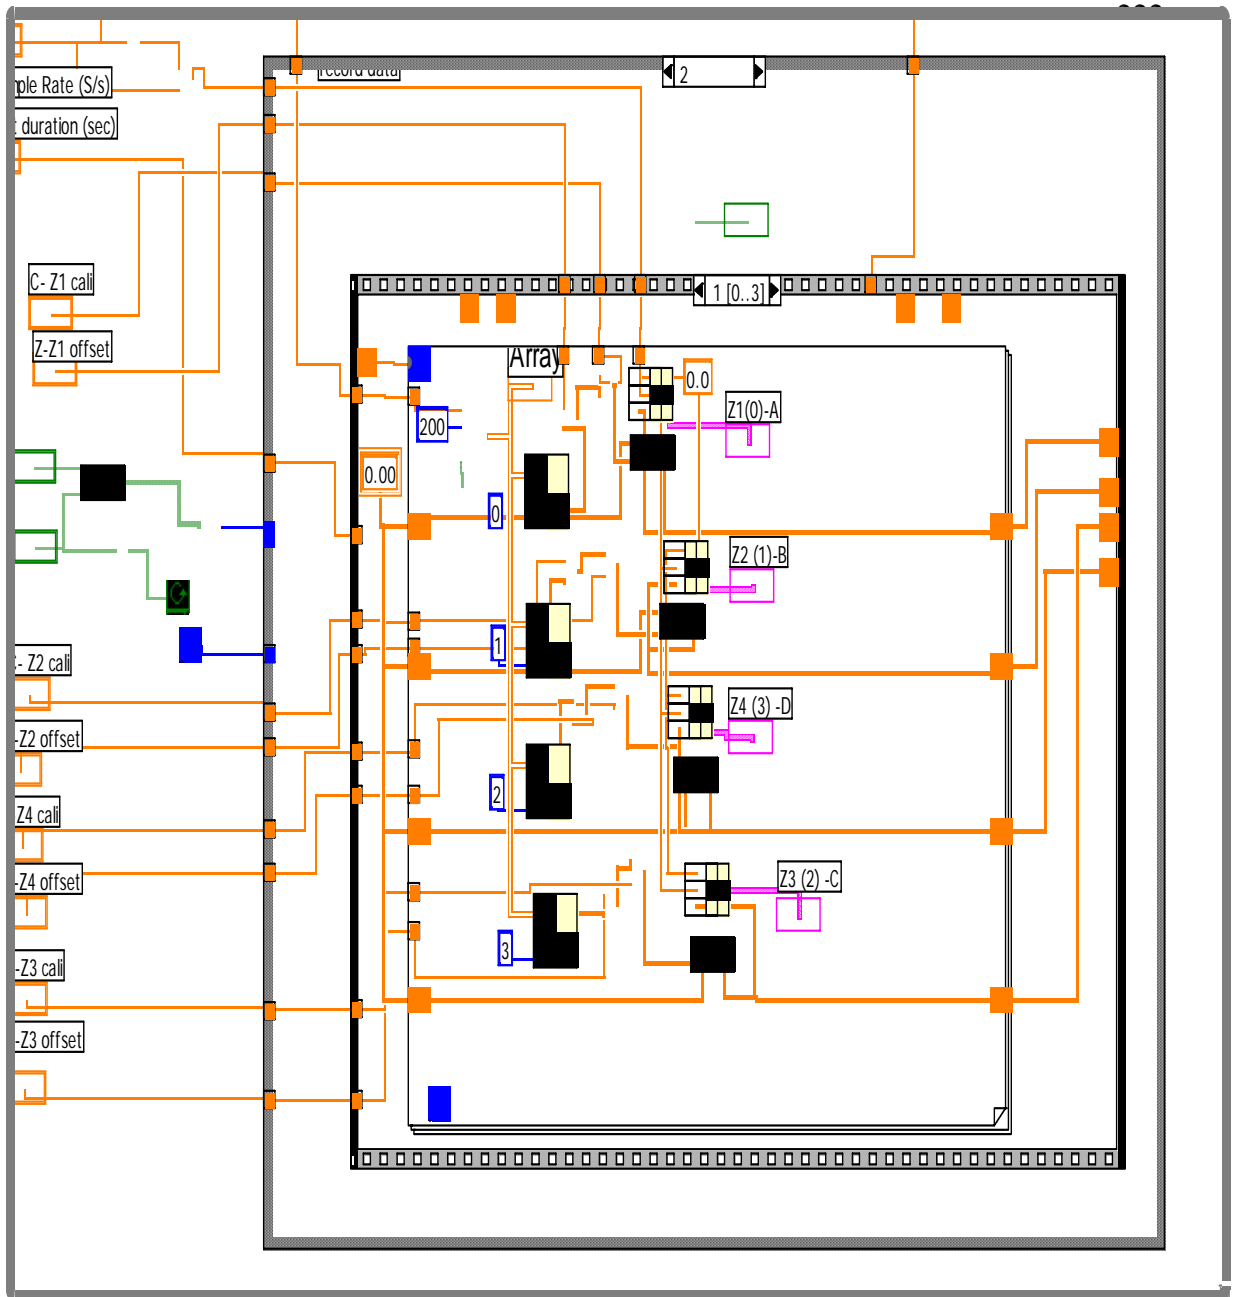 record data
2
ple Rate (S/s)
duration (sec)
C- Z1 cali
1 [0..3]
Z-Z1 offset
Array
0.0
Z1(0)-A
200
0.00
0
Z2 (1)-B
1
- Z2 cali
Z4 (3) -D
-Z2 offset
2
Z4 cali
-Z4 offset
Z3 (2) -C
3
-Z3 cali
-Z3 offset